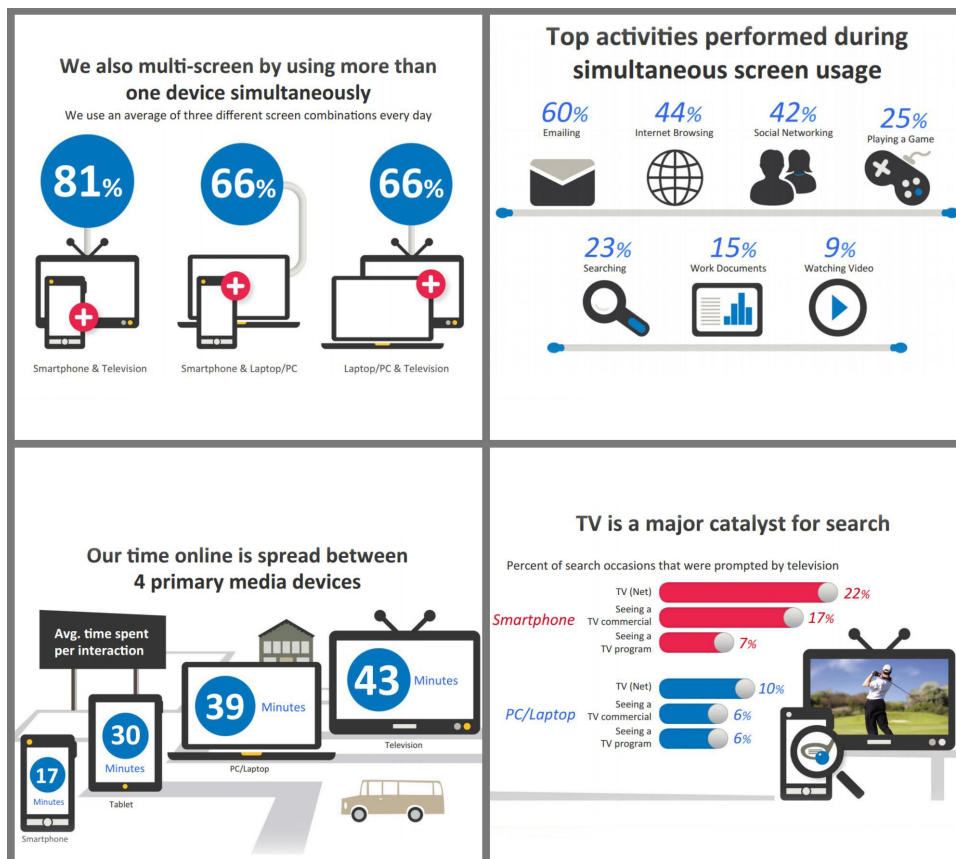 We also multi-screen by using more than
one device simultaneously
We use an average of three different screen combinations every day
81%
66%
66%
Smartphone & Television
Smartphone & Laptop/PC
Laptop/PC & Television
Top activities performed during
simultaneous screen usage
60%
Emailing
44%
Internet Browsing
42%
Social Networking
25%
Playing a Game
23%
Searching
15%
Work Documents
9%
Watching Video
Our time online is spread between
4 primary media devices
Avg. time spent
per interaction
17
Minutes
Smartphone
30
Minutes
Tablet
39 Minutes
PC/Laptop
43 Minutes
Television
TV is a major catalyst for search
Percent of search occasions that were prompted by television
Smartphone
TV (Net) 22%
Seeing a
TV commercial 17%
Seeing a
TV program 7%
PC/Laptop
TV (Net) 10%
Seeing a
TV commercial 6%
Seeing a
TV program 6%